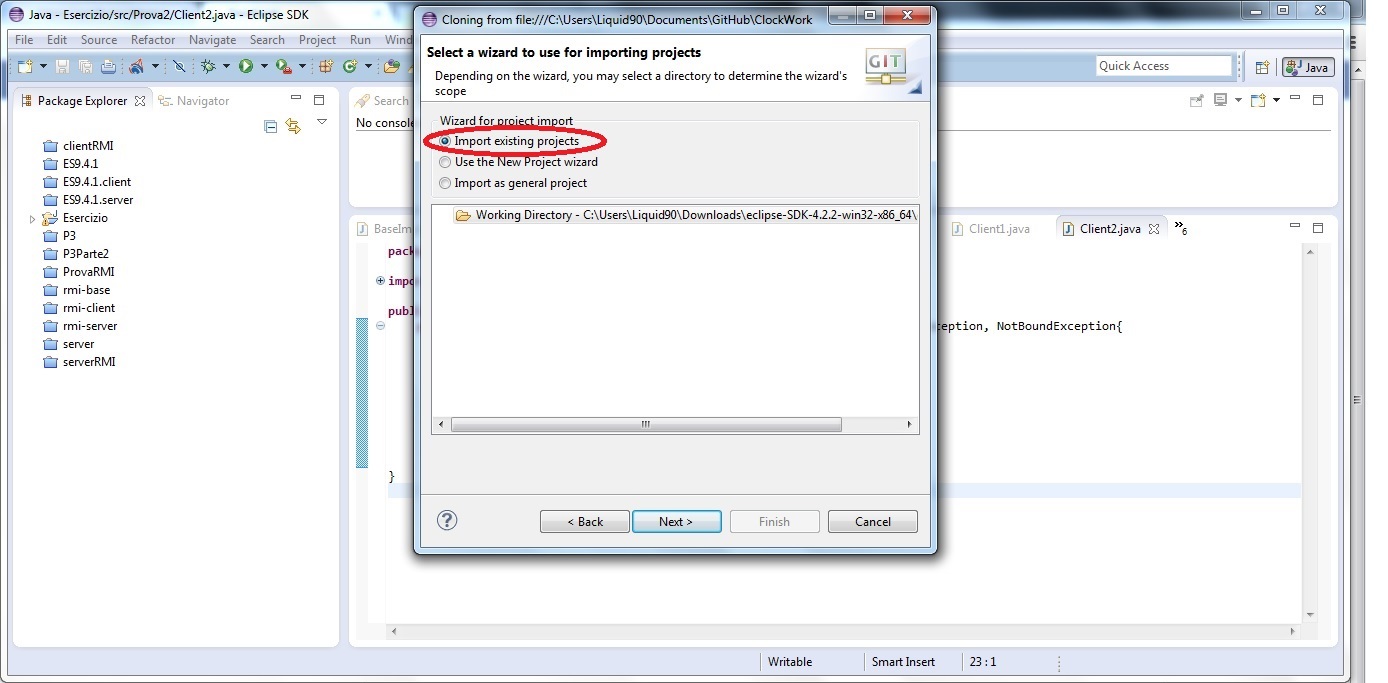 Java - Esercizio/src/Prova2/Client2.java - Eclipse SDK
File Edit Source Refactor Navigate Search Project Run Wind
Quick Access
Java
Package Explorer
Navigator
clientRMI
ES9.4.1
ES9.4.1.client
ES9.4.1.server
Esercizio
P3
P3Parte2
ProvaRMI
rmi-base
rmi-client
rmi-server
server
serverRMI
Search
No console
BaseIm
Client1.java
Client2.java
»6
pack
impo
publ
ception, NotBoundException{
}
Cloning from file:///C:\Users\Liquid90\Documents\GitHub\ClockWork
Select a wizard to use for importing projects
Depending on the wizard, you may select a directory to determine the wizard's
scope
GIT
Wizard for project import
Import existing projects
Use the New Project wizard
Import as general project
Working Directory - C:\Users\Liquid90\Downloads\eclipse-SDK-4.2.2-win32-x86_64\
?
< Back
Next >
Finish
Cancel
Writable
Smart Insert
23 : 1